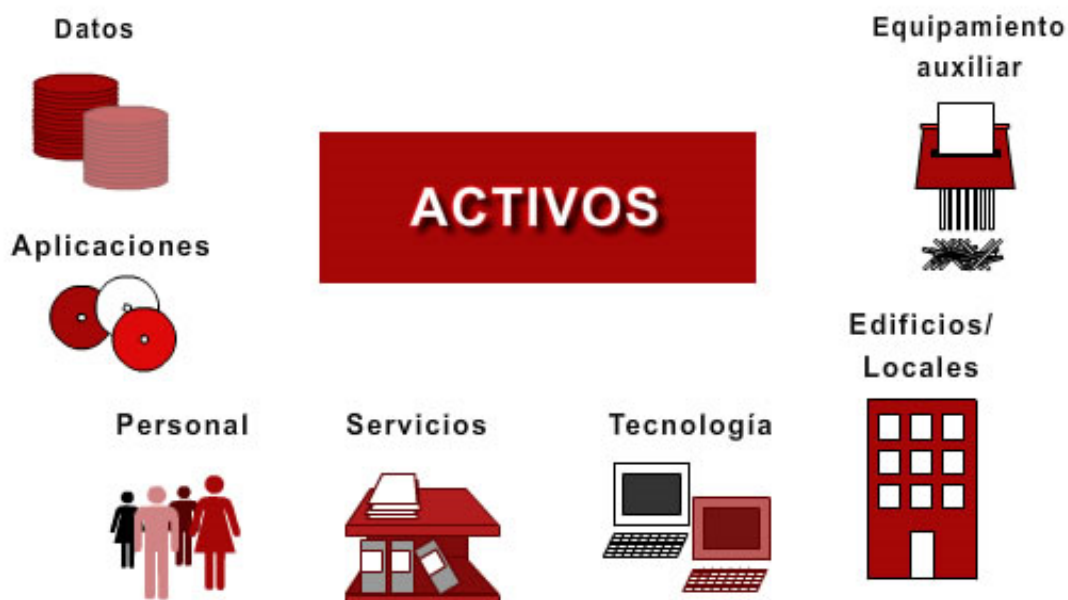 Datos
Equipamiento
auxiliar
ACTIVOS
Aplicaciones
Edificios/
Locales
Personal
Servicios
Tecnología